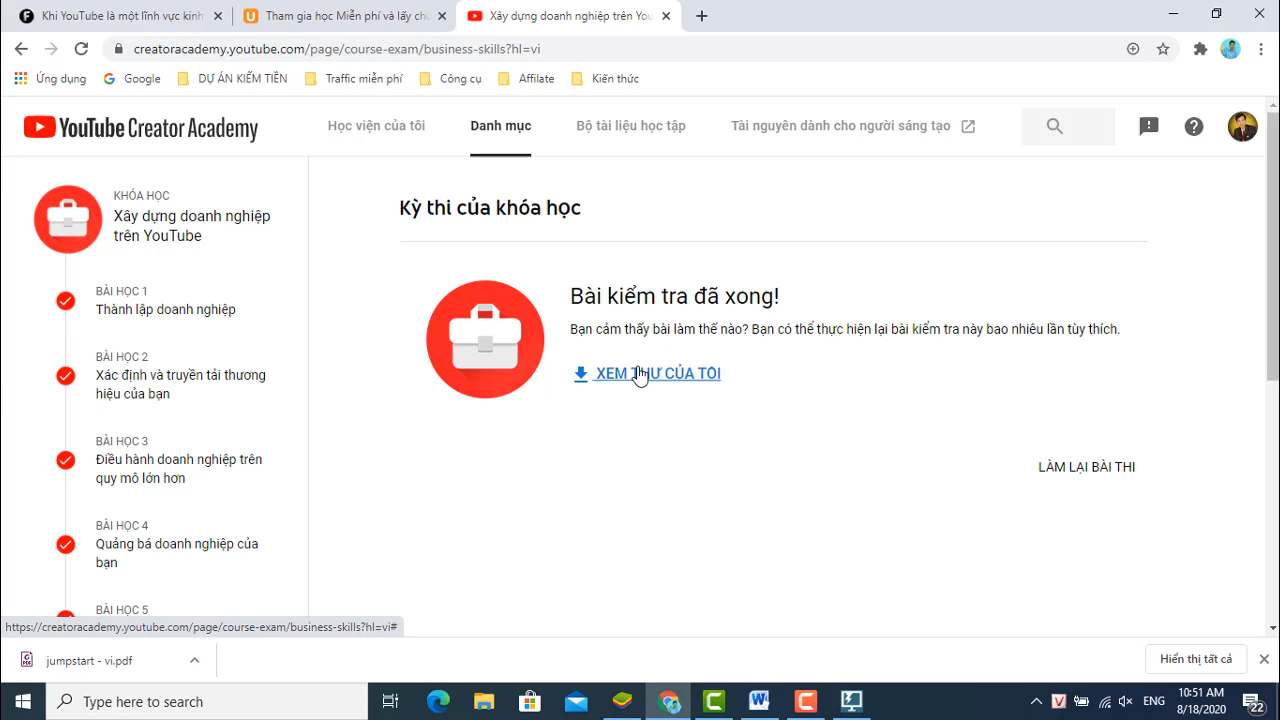 Khi YouTube là một lĩnh vực kinh
Tham gia học Miễn phí và lấy ch
Xây dựng doanh nghiệp trên You
creatoracademy.youtube.com/page/course-exam/business-skills?hl=vi
Ứng dụng
Google
DỰ ÁN KIẾM TIỀN
Traffic miễn phí
Công cụ
Affilate
Kiến thức
YouTube Creator Academy
Học viện của tôi
Danh mục
Bộ tài liệu học tập
Tài nguyên dành cho người sáng tạo
KHÓA HỌC
Xây dựng doanh nghiệp
trên YouTube
BÀI HỌC 1
Thành lập doanh nghiệp
BÀI HỌC 2
Xác định và truyền tải thương
hiệu của bạn
BÀI HỌC 3
Điều hành doanh nghiệp trên
quy mô lớn hơn
BÀI HỌC 4
Quảng bá doanh nghiệp của
bạn
BÀI HỌC 5
Kỳ thi của khóa học
Bài kiểm tra đã xong!
Bạn cảm thấy bài làm thế nào? Bạn có thể thực hiện lại bài kiểm tra này bao nhiêu lần tùy thích.
XEM THƯ CỦA TÔI
LÀM LẠI BÀI THI
https://creatoracademy.youtube.com/page/course-exam/business-skills?hl=vi#
jumpstart - vi.pdf
Hiển thị tất cả
Type here to search
ENG
10:51 AM
8/18/2020
22